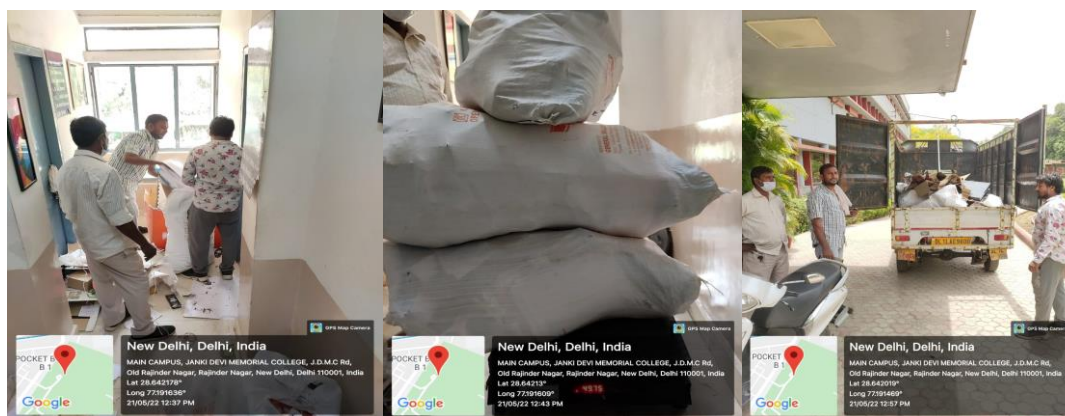 GPS Map Camera
POCKET B
B 1
Google
New Delhi, Delhi, India
MAIN CAMPUS, JANKI DEVI MEMORIAL COLLEGE, J.D.M.C Rd,
Old Rajinder Nagar, Rajinder Nagar, New Delhi, Delhi 110001, India
Lat 28.642178°
Long 77.191636°
21/05/22 12:37 PM
GPS Map Camera
POCKET B
B 1
Google
New Delhi, Delhi, India
MAIN CAMPUS, JANKI DEVI MEMORIAL COLLEGE, J.D.M.C Rd,
Old Rajinder Nagar, Rajinder Nagar, New Delhi, Delhi 110001, India
Lat 28.64213°
Long 77.191609°
21/05/22 12:43 PM
GPS Map Camera
POCKET B
B 1
Google
New Delhi, Delhi, India
MAIN CAMPUS, JANKI DEVI MEMORIAL COLLEGE, J.D.M.C Rd,
Old Rajinder Nagar, Rajinder Nagar, New Delhi, Delhi 110001, India
Lat 28.642019°
Long 77.191469°
21/05/22 12:57 PM